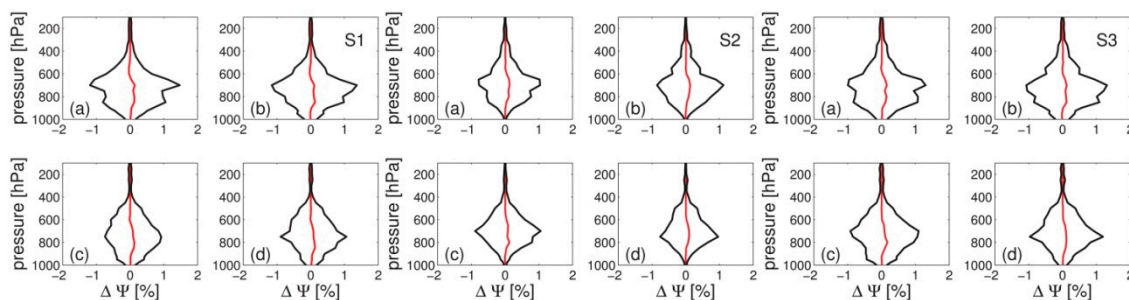 pressure [hPa] pressure [hPa] pressure [hPa]
200 200 200 200 200 200
S1 S2 S3
400 400 400 400 400 400
600 600 600 600 600 600
800 800 800 800 800 800
(a) (b) (a) (b) (a) (b)
1000 1000 1000 1000 1000 1000
−2 −1 0 1 2 −2 −1 0 1 2 −2 −1 0 1 2 −2 −1 0 1 2 −2 −1 0 1 2 −2 −1 0 1 2
pressure [hPa] pressure [hPa] pressure [hPa]
200 200 200 200 200 200
400 400 400 400 400 400
600 600 600 600 600 600
800 800 800 800 800 800
(c) (d) (c) (d) (c) (d)
1000 1000 1000 1000 1000 1000
−2 −1 0 1 2 −2 −1 0 1 2 −2 −1 0 1 2 −2 −1 0 1 2 −2 −1 0 1 2 −2 −1 0 1 2
Δ Ψ [%] Δ Ψ [%] Δ Ψ [%] Δ Ψ [%] Δ Ψ [%] Δ Ψ [%]